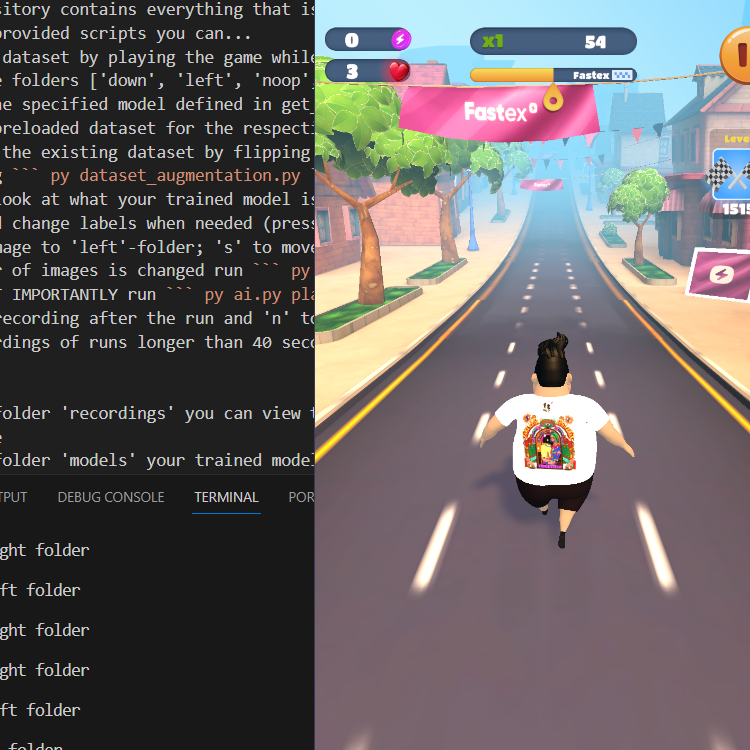 sitory contains everything that is
provided scripts you can...
dataset by playing the game while
e folders ['down', 'left', 'noop'
he specified model defined in get
preloaded dataset for the respecti
the existing dataset by flipping
g ``` py dataset_augmentation.py
look at what your trained model is
d change labels when needed (press
mage to 'left'-folder; 's' to move
r of images is changed run ``` py
T IMPORTANTLY run ``` py ai.py pla
recording after the run and 'n' to
rdings of runs longer than 40 seco
folder 'recordings' you can view t
e
folder 'models' your trained model
TPUT
DEBUG CONSOLE
TERMINAL
POR
ght folder
ft folder
ght folder
ght folder
ft folder
folder
0
3
x1
54
Fastex
Fastex
Leve
1515